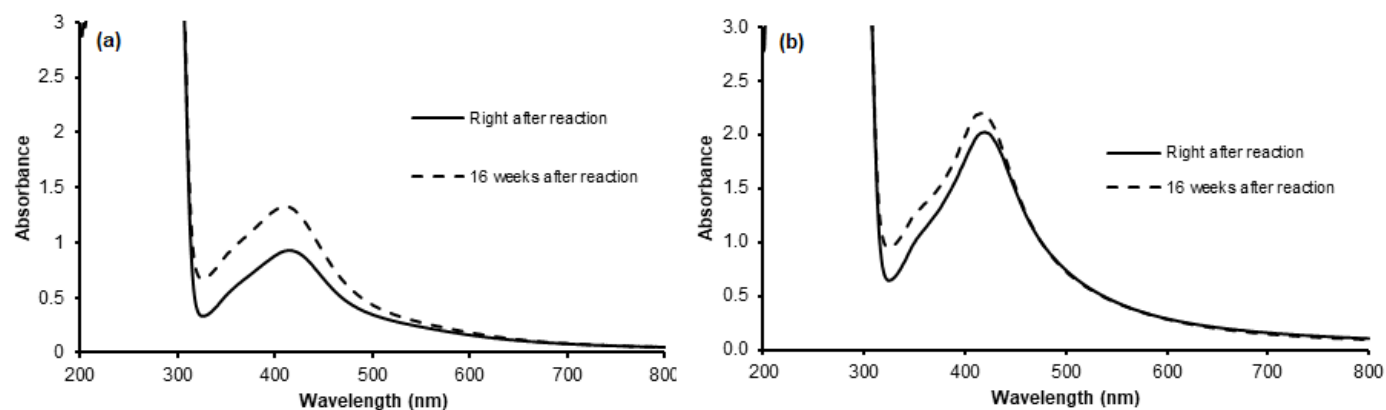 (a)
3
2.5
2
1.5
1
0.5
0
Absorbance
Right after reaction
16 weeks after reaction
200 300 400 500 600 700 800
Wavelength (nm)
(b)
3.0
2.5
2.0
1.5
1.0
0.5
0.0
Absorbance
Right after reaction
16 weeks after reaction
200 300 400 500 600 700 800
Wavelength (nm)